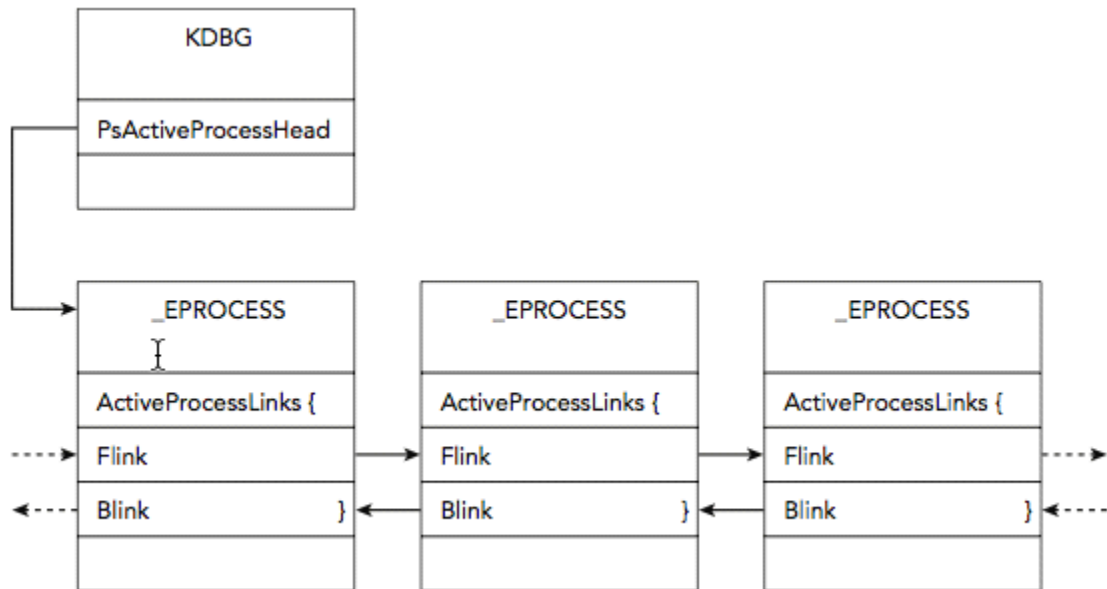 KDBG
PsActiveProcessHead
_EPROCESS
_EPROCESS
_EPROCESS
ActiveProcessLinks {
ActiveProcessLinks {
ActiveProcessLinks {
Flink
Flink
Flink
Blink }
Blink }
Blink }